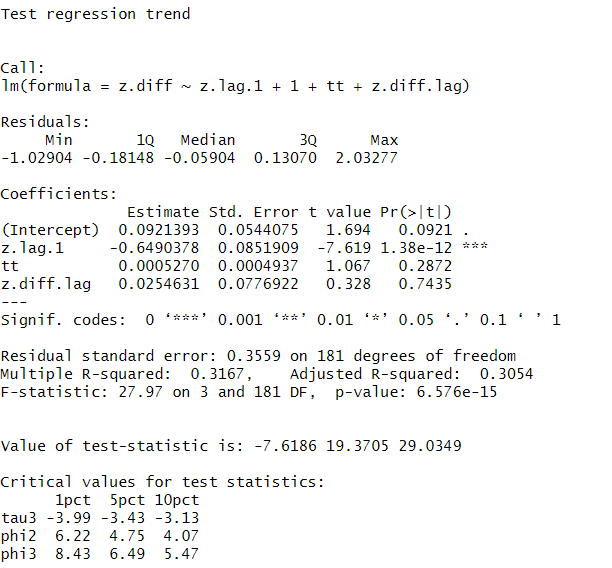 Test regression trend
Call:
lm(formula = z.diff ~ z.lag.1 + 1 + tt + z.diff.lag)
Residuals:
     Min       1Q   Median       3Q      Max
-1.02904 -0.18148 -0.05904  0.13070  2.03277
Coefficients:
              Estimate Std. Error t value Pr(>|t|)
(Intercept)  0.0921393  0.0544075   1.694   0.0921 .
z.lag.1     -0.6490378  0.0851909  -7.619 1.38e-12 ***
tt           0.0005270  0.0004937   1.067   0.2872
z.diff.lag   0.0254631  0.0776922   0.328   0.7435
---
Signif. codes:  0 ‘***’ 0.001 ‘**’ 0.01 ‘*’ 0.05 ‘.’ 0.1 ‘ ’ 1
Residual standard error: 0.3559 on 181 degrees of freedom
Multiple R-squared:  0.3167,    Adjusted R-squared:  0.3054
F-statistic: 27.97 on 3 and 181 DF,  p-value: 6.576e-15
Value of test-statistic is: -7.6186 19.3705 29.0349
Critical values for test statistics:
      1pct  5pct 10pct
tau3 -3.99 -3.43 -3.13
phi2  6.22  4.75  4.07
phi3  8.43  6.49  5.47